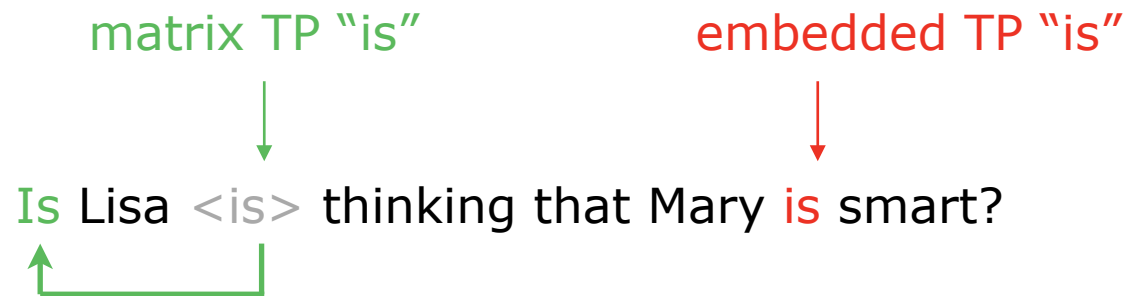 matrix TP “is” embedded TP “is”
Is Lisa <is> thinking that Mary is smart?